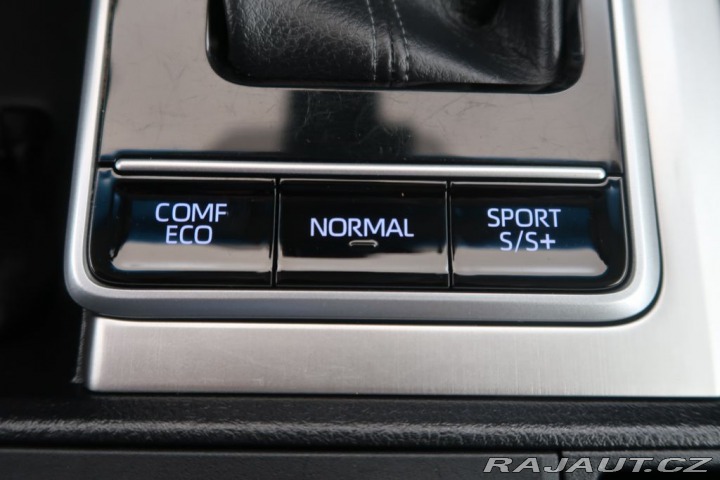 COMF
ECO
NORMAL
SPORT
S/S+
RAJAUT.CZ